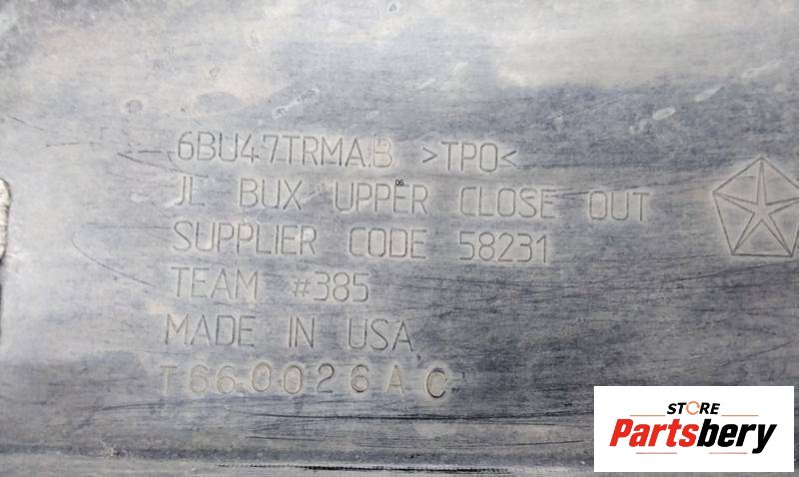 6BU47TRMAB >TPO<
JL BUX UPPER CLOSE OUT
SUPPLIER CODE 58231
TEAM #385
MADE IN USA
T660026AC
STORE
Partsbery